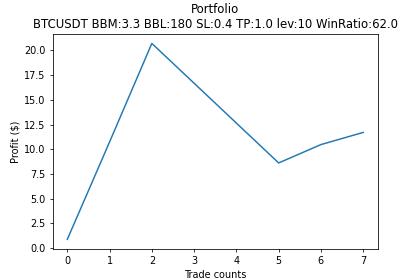 Portfolio
BTCUSDT BBM:3.3 BBL:180 SL:0.4 TP:1.0 lev:10 WinRatio:62.0
Profit ($)
20.0
17.5
15.0
12.5
10.0
7.5
5.0
2.5
0.0
0 1 2 3 4 5 6 7
Trade counts